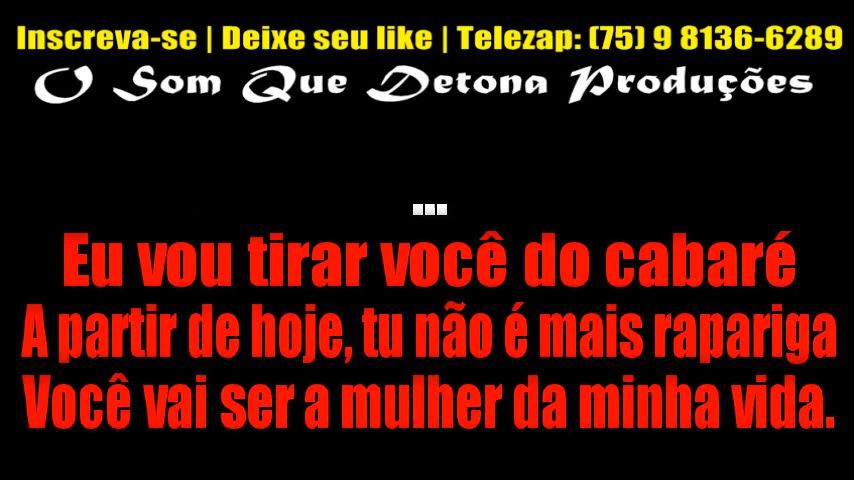 Inscreva-se | Deixe seu like | Telezap: (75) 9 8136-6289
O Som Que Detona Produções
...
Eu vou tirar você do cabaré
A partir de hoje, tu não é mais rapariga
Você vai ser a mulher da minha vida.